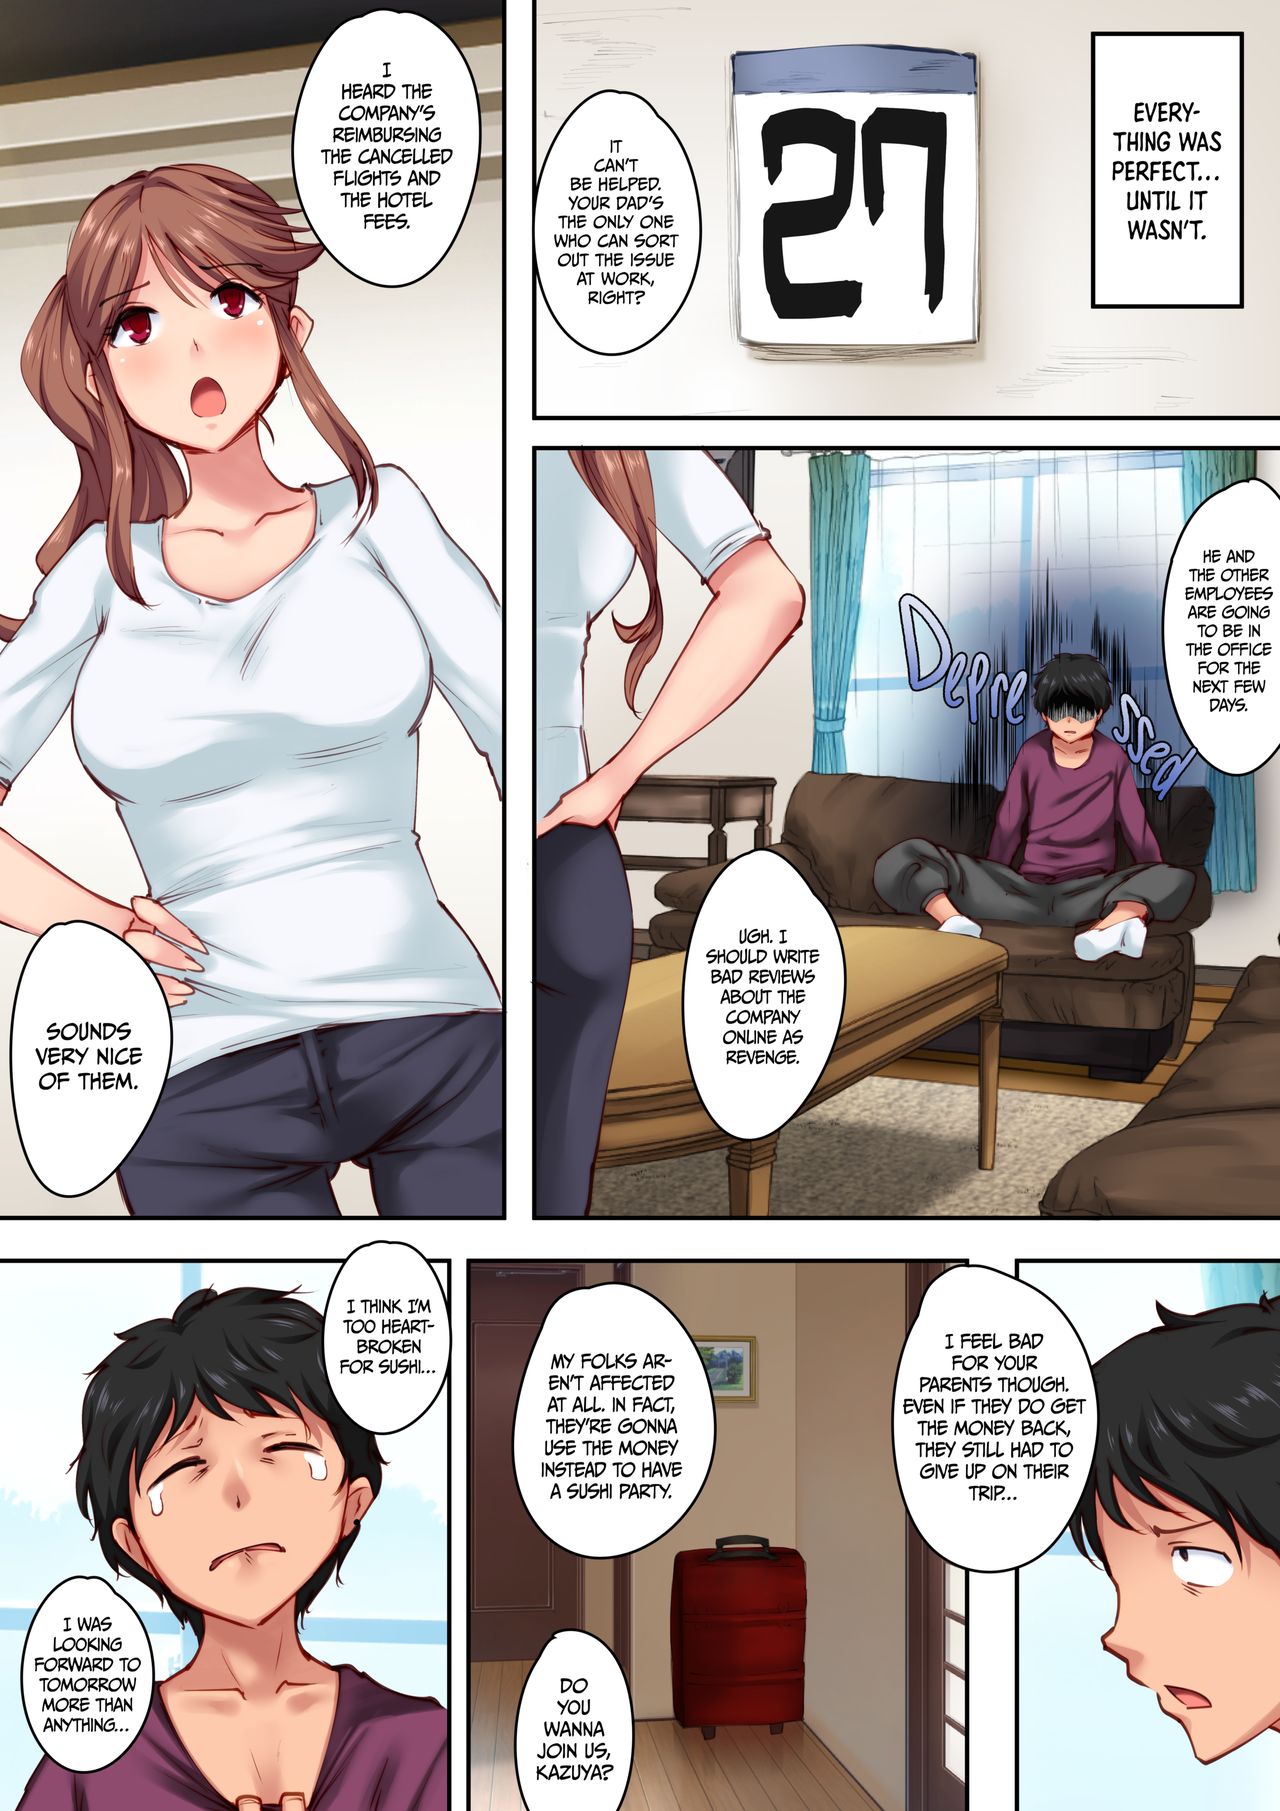 EVERY-
THING WAS
PERFECT...
UNTIL IT
WASN'T.
27
IT
CAN'T
BE HELPED.
YOUR DAD'S
THE ONLY ONE
WHO CAN SORT
OUT THE ISSUE
AT WORK,
RIGHT?
HE AND
THE OTHER
EMPLOYEES
ARE GOING
TO BE IN
THE OFFICE
FOR THE
NEXT FEW
DAYS.
Depressed
UGH. I
SHOULD WRITE
BAD REVIEWS
ABOUT THE
COMPANY
ONLINE AS
REVENGE.
I
HEARD THE
COMPANY'S
REIMBURSING
THE CANCELLED
FLIGHTS AND
THE HOTEL
FEES.
SOUNDS
VERY NICE
OF THEM.
I FEEL BAD
FOR YOUR
PARENTS THOUGH.
EVEN IF THEY DO GET
THE MONEY BACK,
THEY STILL HAD TO
GIVE UP ON THEIR
TRIP...
MY FOLKS AR-
EN'T AFFECTED
AT ALL. IN FACT,
THEY'RE GONNA
USE THE MONEY
INSTEAD TO HAVE
A SUSHI PARTY.
DO
YOU
WANNA
JOIN US,
KAZUYA?
I THINK I'M
TOO HEART-
BROKEN
FOR SUSHI...
I WAS
LOOKING
FORWARD TO
TOMORROW
MORE THAN
ANYTHING...